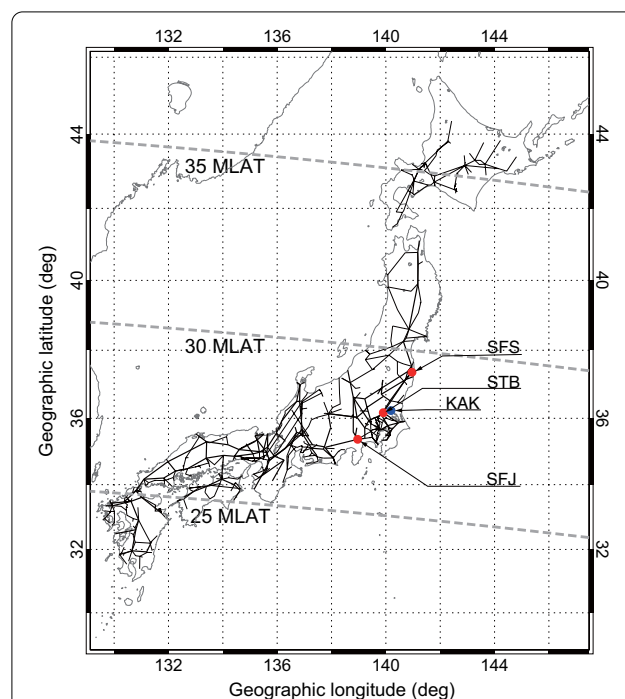 132 136 140 144
44 44
35 MLAT
40 40
Geographic latitude (deg)
30 MLAT
SFS
STB
KAK
36 36
SFJ
25 MLAT
32 32
132 136 140 144
Geographic longitude (deg)